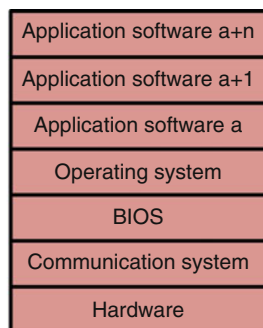 Application software a+n
Application software a+1
Application software a
Operating system
BIOS
Communication system
Hardware